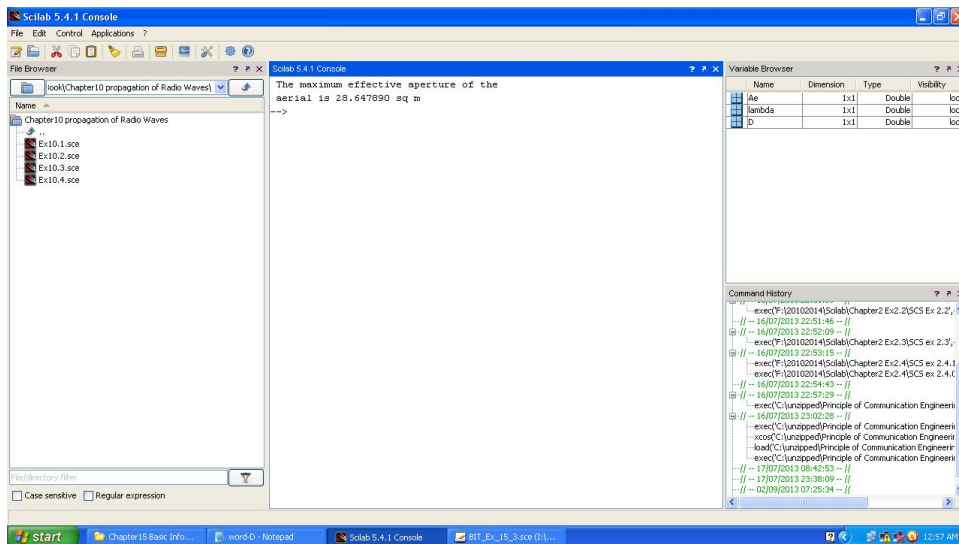 Scilab 5.4.1 Console
File Edit Control Applications ?
File Browser
look\Chapter10 propagation of Radio Waves\
Name
Chapter10 propagation of Radio Waves
..
Ex10.1.sce
Ex10.2.sce
Ex10.3.sce
Ex10.4.sce
File/directory filter
Case sensitive Regular expression
Scilab 5.4.1 Console
The maximum effective aperture of the
aerial is 28.647890 sq m
-->
Variable Browser
Name Dimension Type Visibility
Ae 1x1 Double loc
lambda 1x1 Double loc
D 1x1 Double loc
Command History
exec('F:\20102014\Scilab\Chapter2 Ex2.2\SCS Ex 2.2',-
// -- 16/07/2013 22:51:46 -- //
// -- 16/07/2013 22:52:09 -- //
exec('F:\20102014\Scilab\Chapter2 Ex2.3\SCS ex 2.3',-
// -- 16/07/2013 22:53:15 -- //
exec('F:\20102014\Scilab\Chapter2 Ex2.4\SCS ex 2.4.1
exec('F:\20102014\Scilab\Chapter2 Ex2.4\SCS ex 2.4.(
// -- 16/07/2013 22:54:43 -- //
// -- 16/07/2013 22:57:29 -- //
exec('C:\unzipped\Principle of Communication Engineerin
// -- 16/07/2013 23:02:28 -- //
exec('C:\unzipped\Principle of Communication Engineerin
xcos('C:\unzipped\Principle of Communication Engineerin
load('C:\unzipped\Principle of Communication Engineerin
exec('C:\unzipped\Principle of Communication Engineerin
// -- 17/07/2013 08:42:53 -- //
// -- 17/07/2013 23:38:09 -- //
// -- 02/09/2013 07:25:34 -- //
start Chapter15 Basic Info... word-D - Notepad Scilab 5.4.1 Console BIT_Ex_15_3.sce (I:\... 12:57 AM